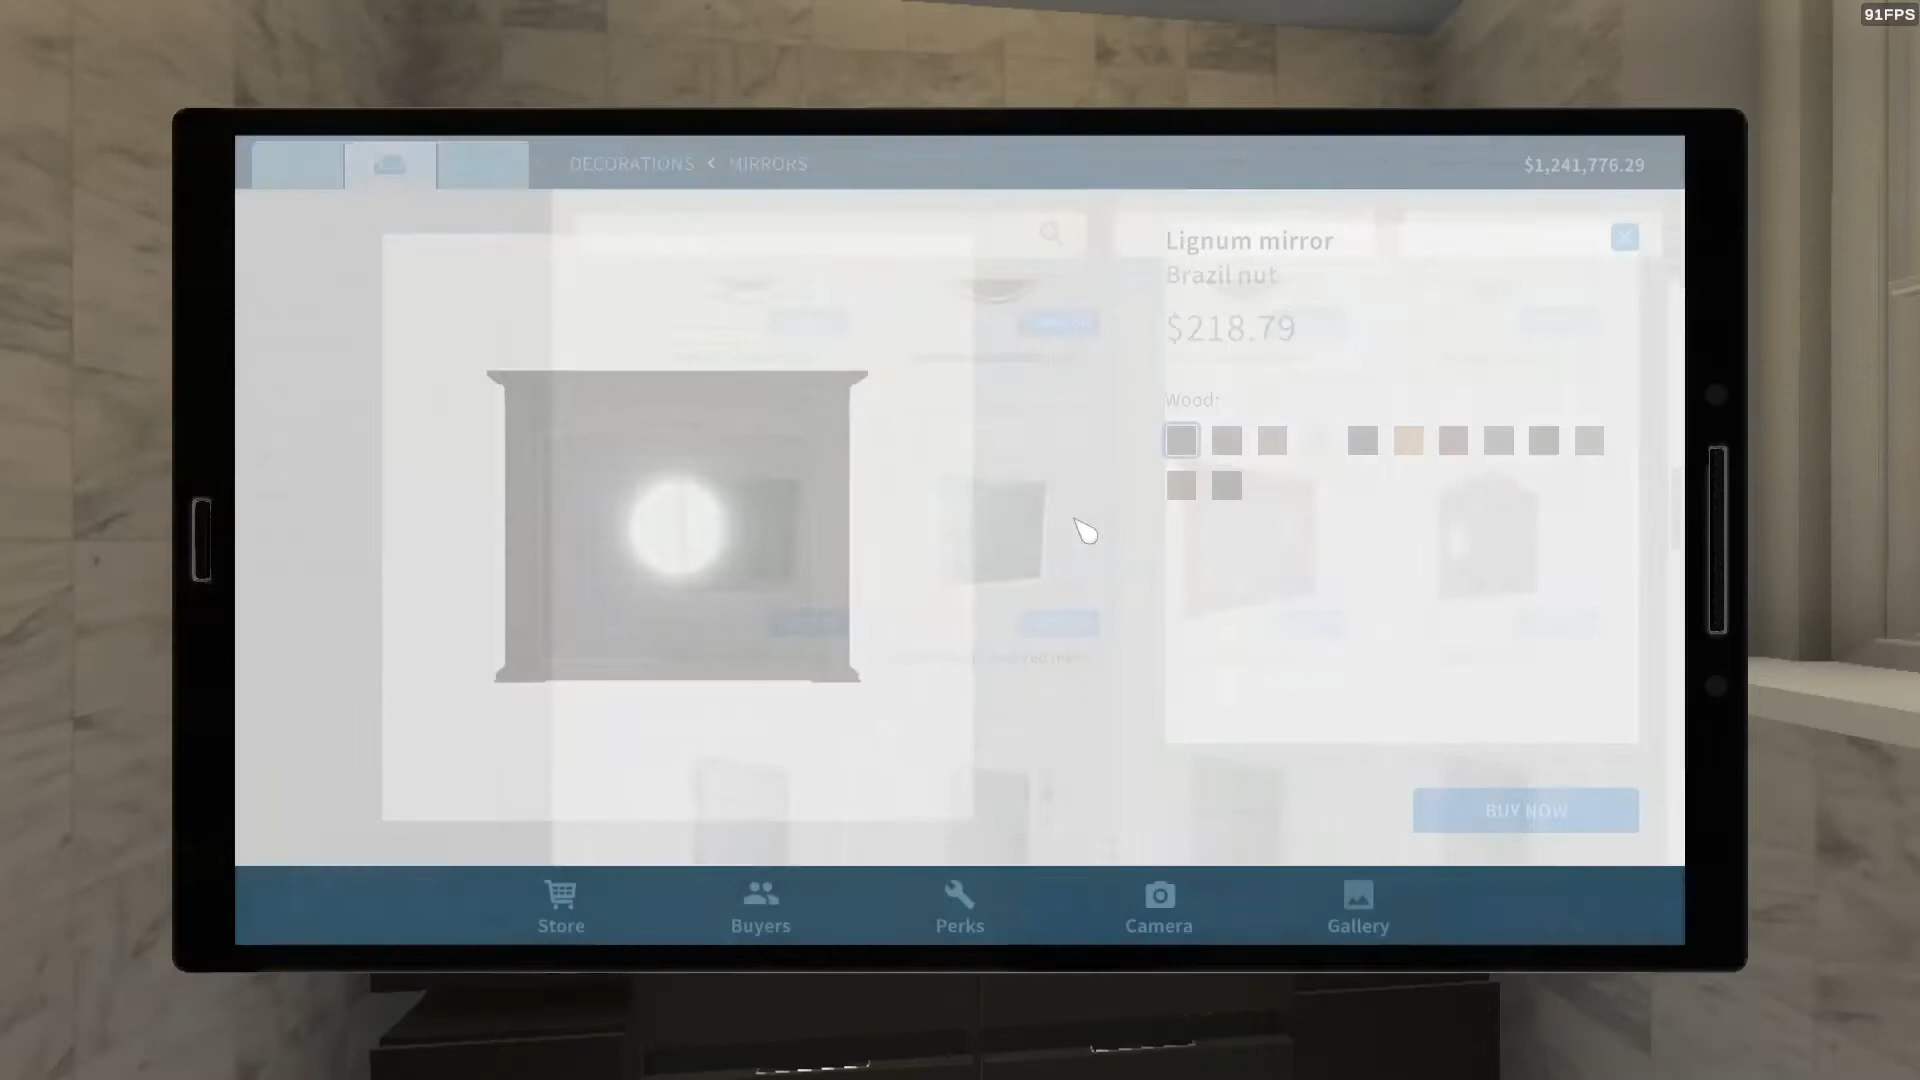 91FPS
DECORATIONS < MIRRORS
$1,241,776.29
Lignum mirror
Brazil nut
$218.79
Wood:
BUY NOW
Store
Buyers
Perks
Camera
Gallery